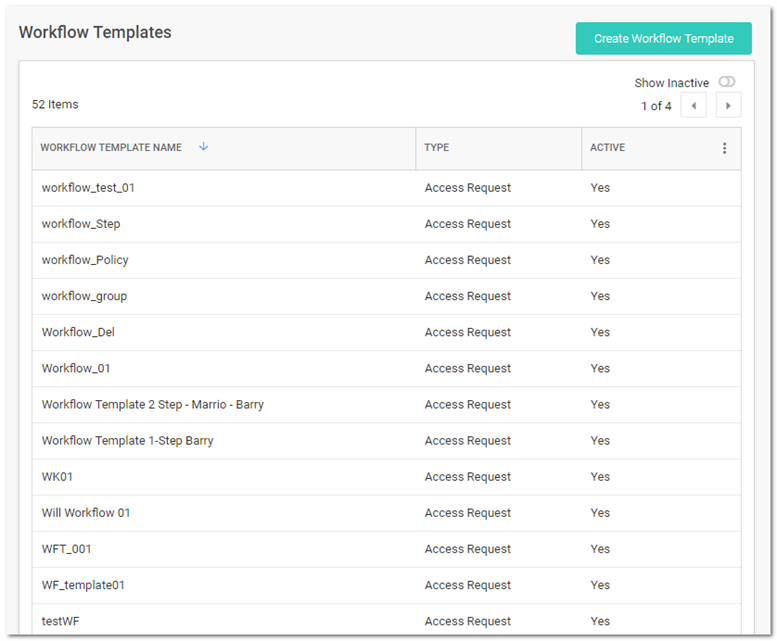 Workflow Templates
Create Workflow Template
Show Inactive
52 Items
1 of 4
WORKFLOW TEMPLATE NAME TYPE ACTIVE
workflow_test_01 Access Request Yes
workflow_Step Access Request Yes
workflow_Policy Access Request Yes
workflow_group Access Request Yes
Workflow_Del Access Request Yes
Workflow_01 Access Request Yes
Workflow Template 2 Step - Marrio - Barry Access Request Yes
Workflow Template 1-Step Barry Access Request Yes
WK01 Access Request Yes
Will Workflow 01 Access Request Yes
WFT_001 Access Request Yes
WF_template01 Access Request Yes
testWF Access Request Yes